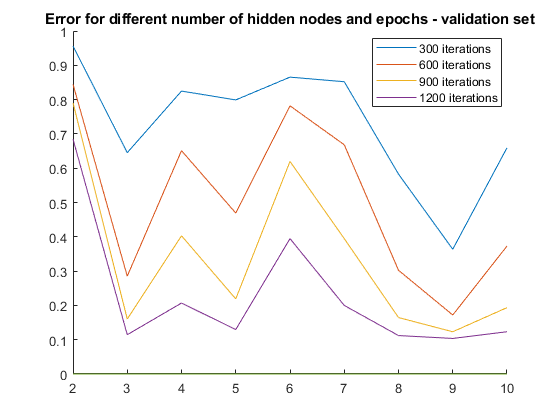 Error for different number of hidden nodes and epochs - validation set
1
0.9
0.8
0.7
0.6
0.5
0.4
0.3
0.2
0.1
0
300 iterations
600 iterations
900 iterations
1200 iterations
2 3 4 5 6 7 8 9 10